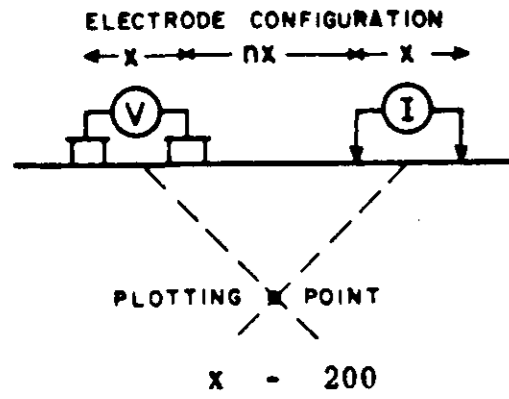 ELECTRODE CONFIGURATION
x nx x
V I
PLOTTING POINT
x - 200